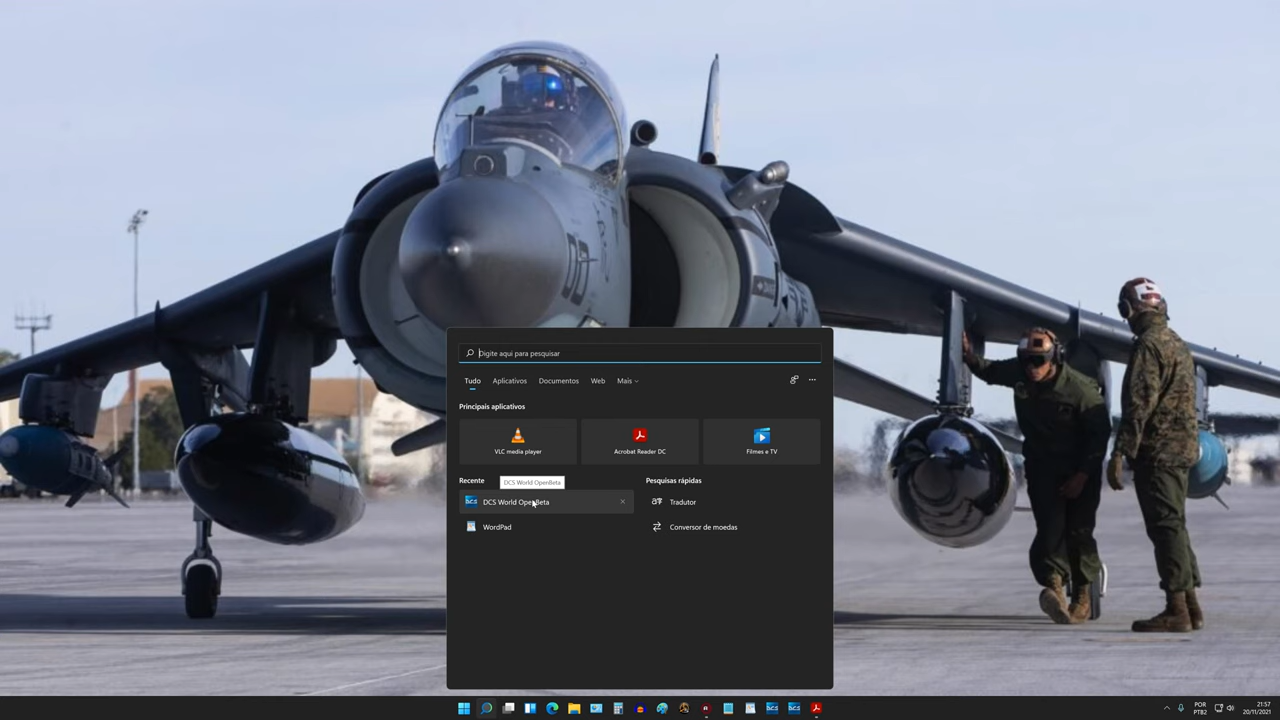 Digite aqui para pesquisar
Tudo Aplicativos Documentos Web Mais
Principais aplicativos
VLC media player Acrobat Reader DC Filmes e TV
Recente Pesquisas rápidas
DCS World OpenBeta
DCS World OpenBeta Tradutor
WordPad Conversor de moedas
POR 21:57
PTB2 20/11/2021